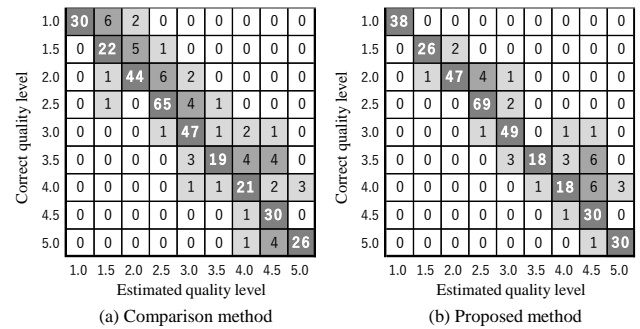 Correct quality level
1.0 30 6 2 0 0 0 0 0 0
1.5 0 22 5 1 0 0 0 0 0
2.0 0 1 44 6 2 0 0 0 0
2.5 0 1 0 65 4 1 0 0 0
3.0 0 0 0 1 47 1 2 1 0
3.5 0 0 0 0 3 19 4 4 0
4.0 0 0 0 0 1 1 21 2 3
4.5 0 0 0 0 0 0 1 30 0
5.0 0 0 0 0 0 0 1 4 26
1.0 1.5 2.0 2.5 3.0 3.5 4.0 4.5 5.0
Estimated quality level
(a) Comparison method
Correct quality level
1.0 38 0 0 0 0 0 0 0 0
1.5 0 26 2 0 0 0 0 0 0
2.0 0 1 47 4 1 0 0 0 0
2.5 0 0 0 69 2 0 0 0 0
3.0 0 0 0 1 49 0 1 1 0
3.5 0 0 0 0 3 18 3 6 0
4.0 0 0 0 0 0 1 18 6 3
4.5 0 0 0 0 0 0 1 30 0
5.0 0 0 0 0 0 0 0 1 30
1.0 1.5 2.0 2.5 3.0 3.5 4.0 4.5 5.0
Estimated quality level
(b) Proposed method